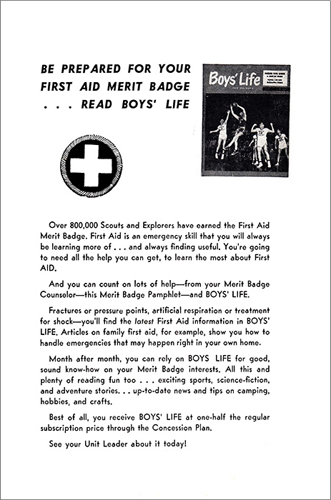 BE PREPARED FOR YOUR
FIRST AID MERIT BADGE
. . . READ BOYS' LIFE
Boys' Life
Over 800,000 Scouts and Explorers have earned the First Aid
Merit Badge. First Aid is an emergency skill that you will always
be learning more of . . . and always finding useful. You're going
to need all the help you can get, to learn the most about First
AID.
And you can count on lots of help—from your Merit Badge
Counselor—this Merit Badge Pamphlet—and BOYS' LIFE.
Fractures or pressure points, artificial respiration or treatment
for shock—you'll find the latest First Aid information in BOYS'
LIFE. Articles on family first aid, for example, show you how to
handle emergencies that may happen right in your own home.
Month after month, you can rely on BOYS LIFE for good,
sound know-how on your Merit Badge interests. All this and
plenty of reading fun too . . . exciting sports, science-fiction,
and adventure stories. . . up-to-date news and tips on camping,
hobbies, and crafts.
Best of all, you receive BOYS' LIFE at one-half the regular
subscription price through the Concession Plan.
See your Unit Leader about it today!